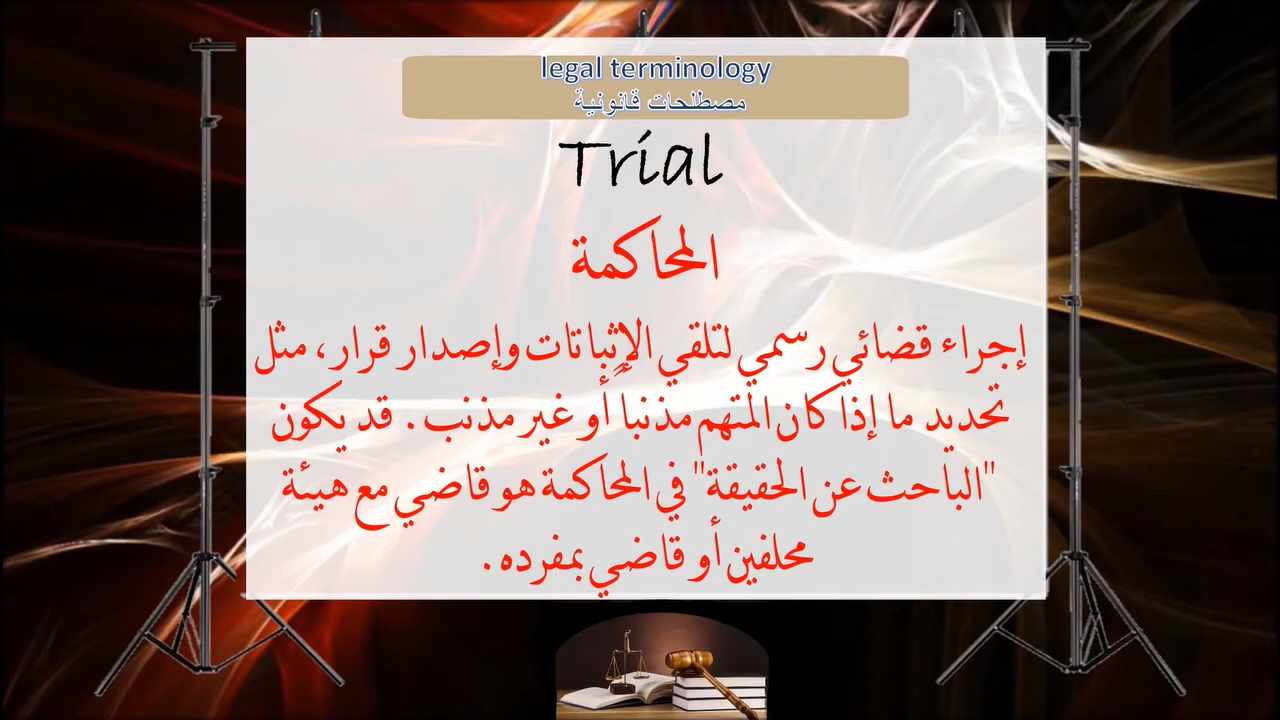 legal terminology
مصطلحات قانونية
Trial
المحاكمة
إجراء قضائي رسمي لتلقي الإثباتات وإصدار قرار، مثل
تحديد ما إذا كان المتهم مذنباً أو غير مذنب. قد يكون
"الباحث عن الحقيقة" في المحاكمة هو قاضي مع هيئة
محلفين أو قاضي بمفرده.